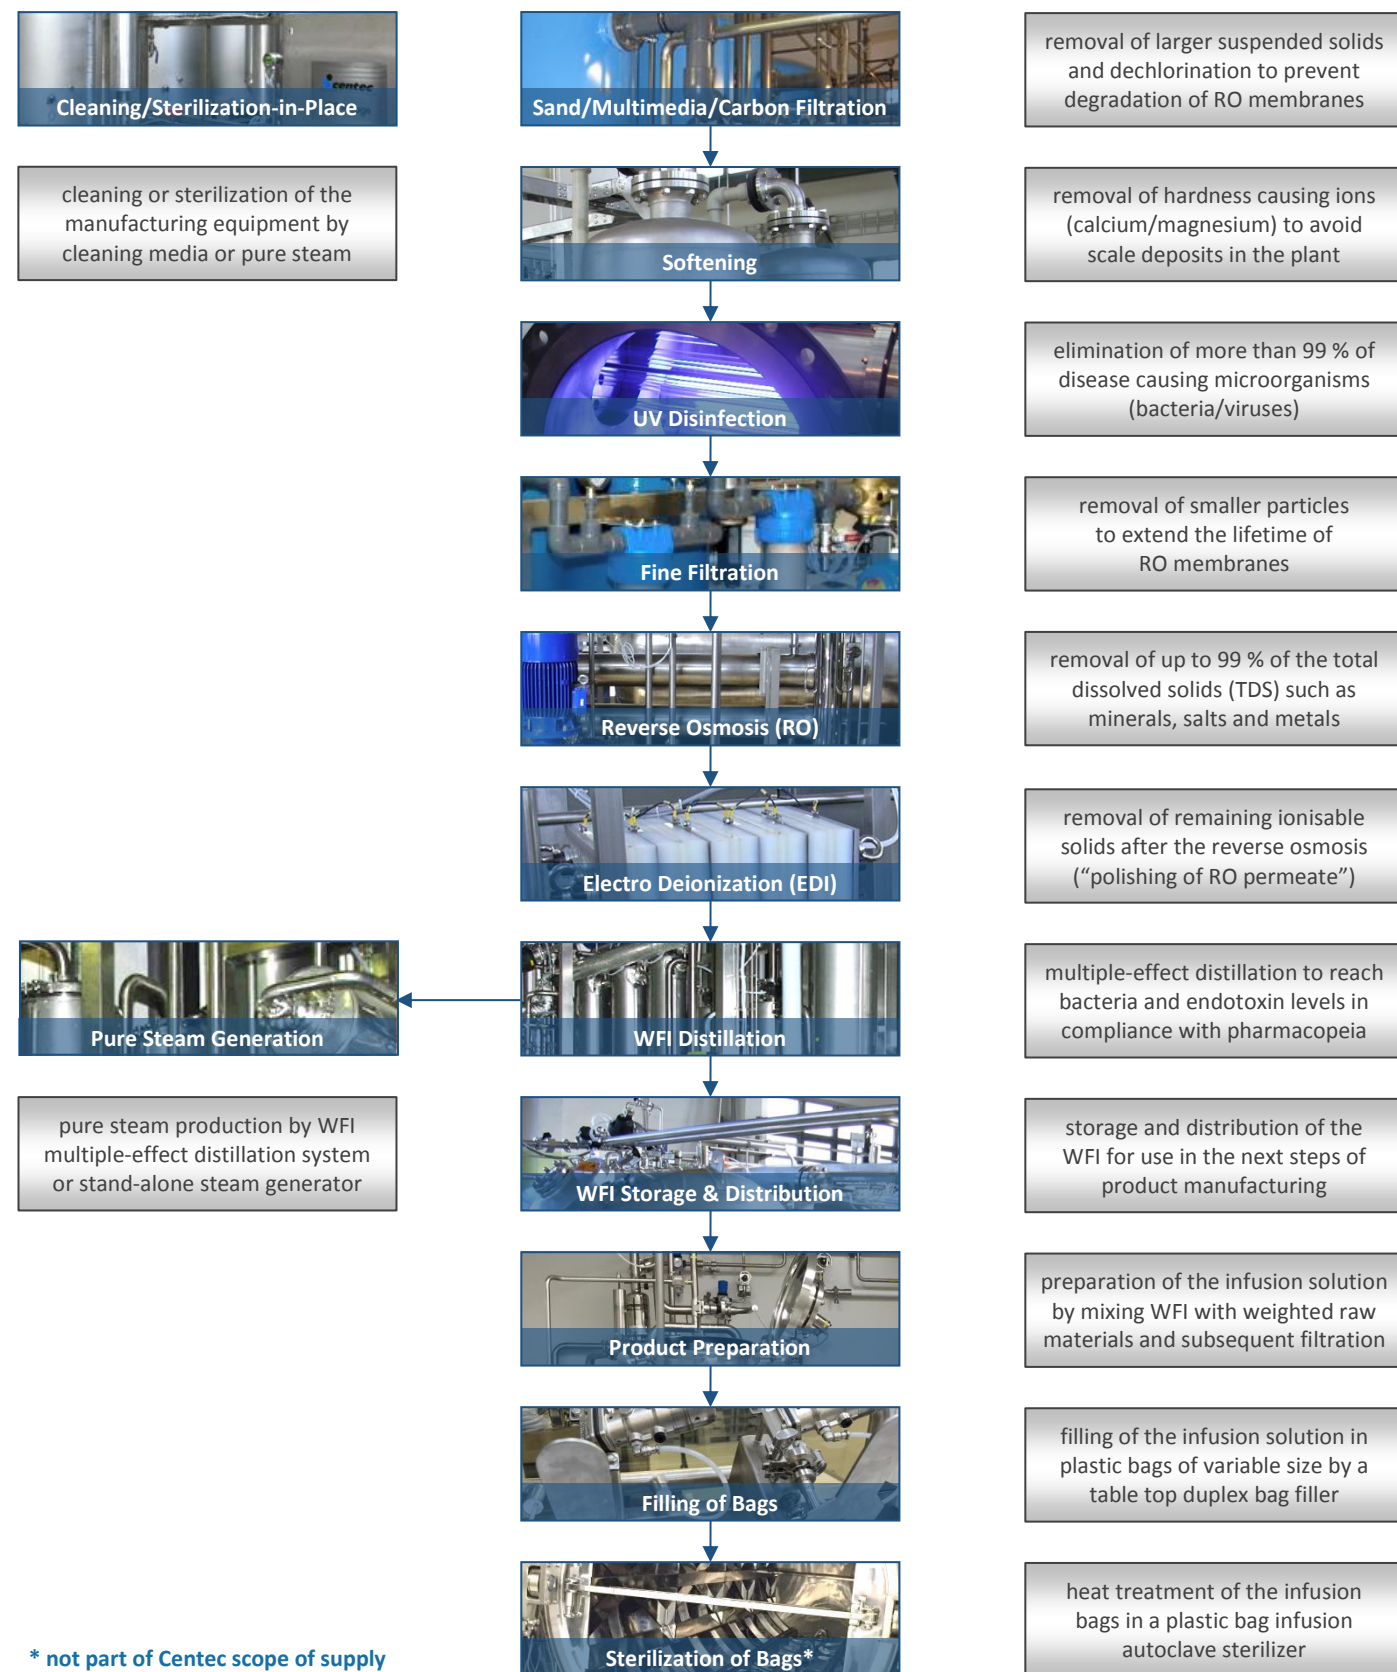 centec
Cleaning/Sterilization-in-Place
cleaning or sterilization of the
manufacturing equipment by
cleaning media or pure steam
Sand/Multimedia/Carbon Filtration
removal of larger suspended solids
and dechlorination to prevent
degradation of RO membranes
Softening
removal of hardness causing ions
(calcium/magnesium) to avoid
scale deposits in the plant
UV Disinfection
elimination of more than 99 % of
disease causing microorganisms
(bacteria/viruses)
Fine Filtration
removal of smaller particles
to extend the lifetime of
RO membranes
Reverse Osmosis (RO)
removal of up to 99 % of the total
dissolved solids (TDS) such as
minerals, salts and metals
Electro Deionization (EDI)
removal of remaining ionisable
solids after the reverse osmosis
(“polishing of RO permeate”)
Pure Steam Generation
pure steam production by WFI
multiple-effect distillation system
or stand-alone steam generator
WFI Distillation
multiple-effect distillation to reach
bacteria and endotoxin levels in
compliance with pharmacopeia
WFI Storage & Distribution
storage and distribution of the
WFI for use in the next steps of
product manufacturing
Product Preparation
preparation of the infusion solution
by mixing WFI with weighted raw
materials and subsequent filtration
Filling of Bags
filling of the infusion solution in
plastic bags of variable size by a
table top duplex bag filler
Sterilization of Bags*
heat treatment of the infusion
bags in a plastic bag infusion
autoclave sterilizer
* not part of Centec scope of supply